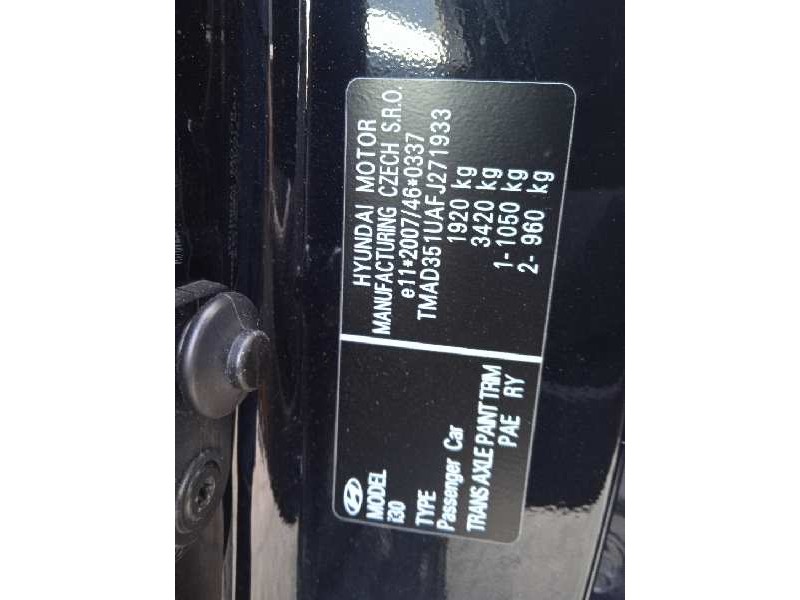 HYUNDAI MOTOR
MANUFACTURING CZECH S.R.O.
e11*2007/46*0337
TMAD351UAFJ271933
1920 kg
3420 kg
1- 1050 kg
2- 960 kg
MODEL
i30
TYPE
Passenger Car
TRANS AXLE PAINT TRIM
PAE RY